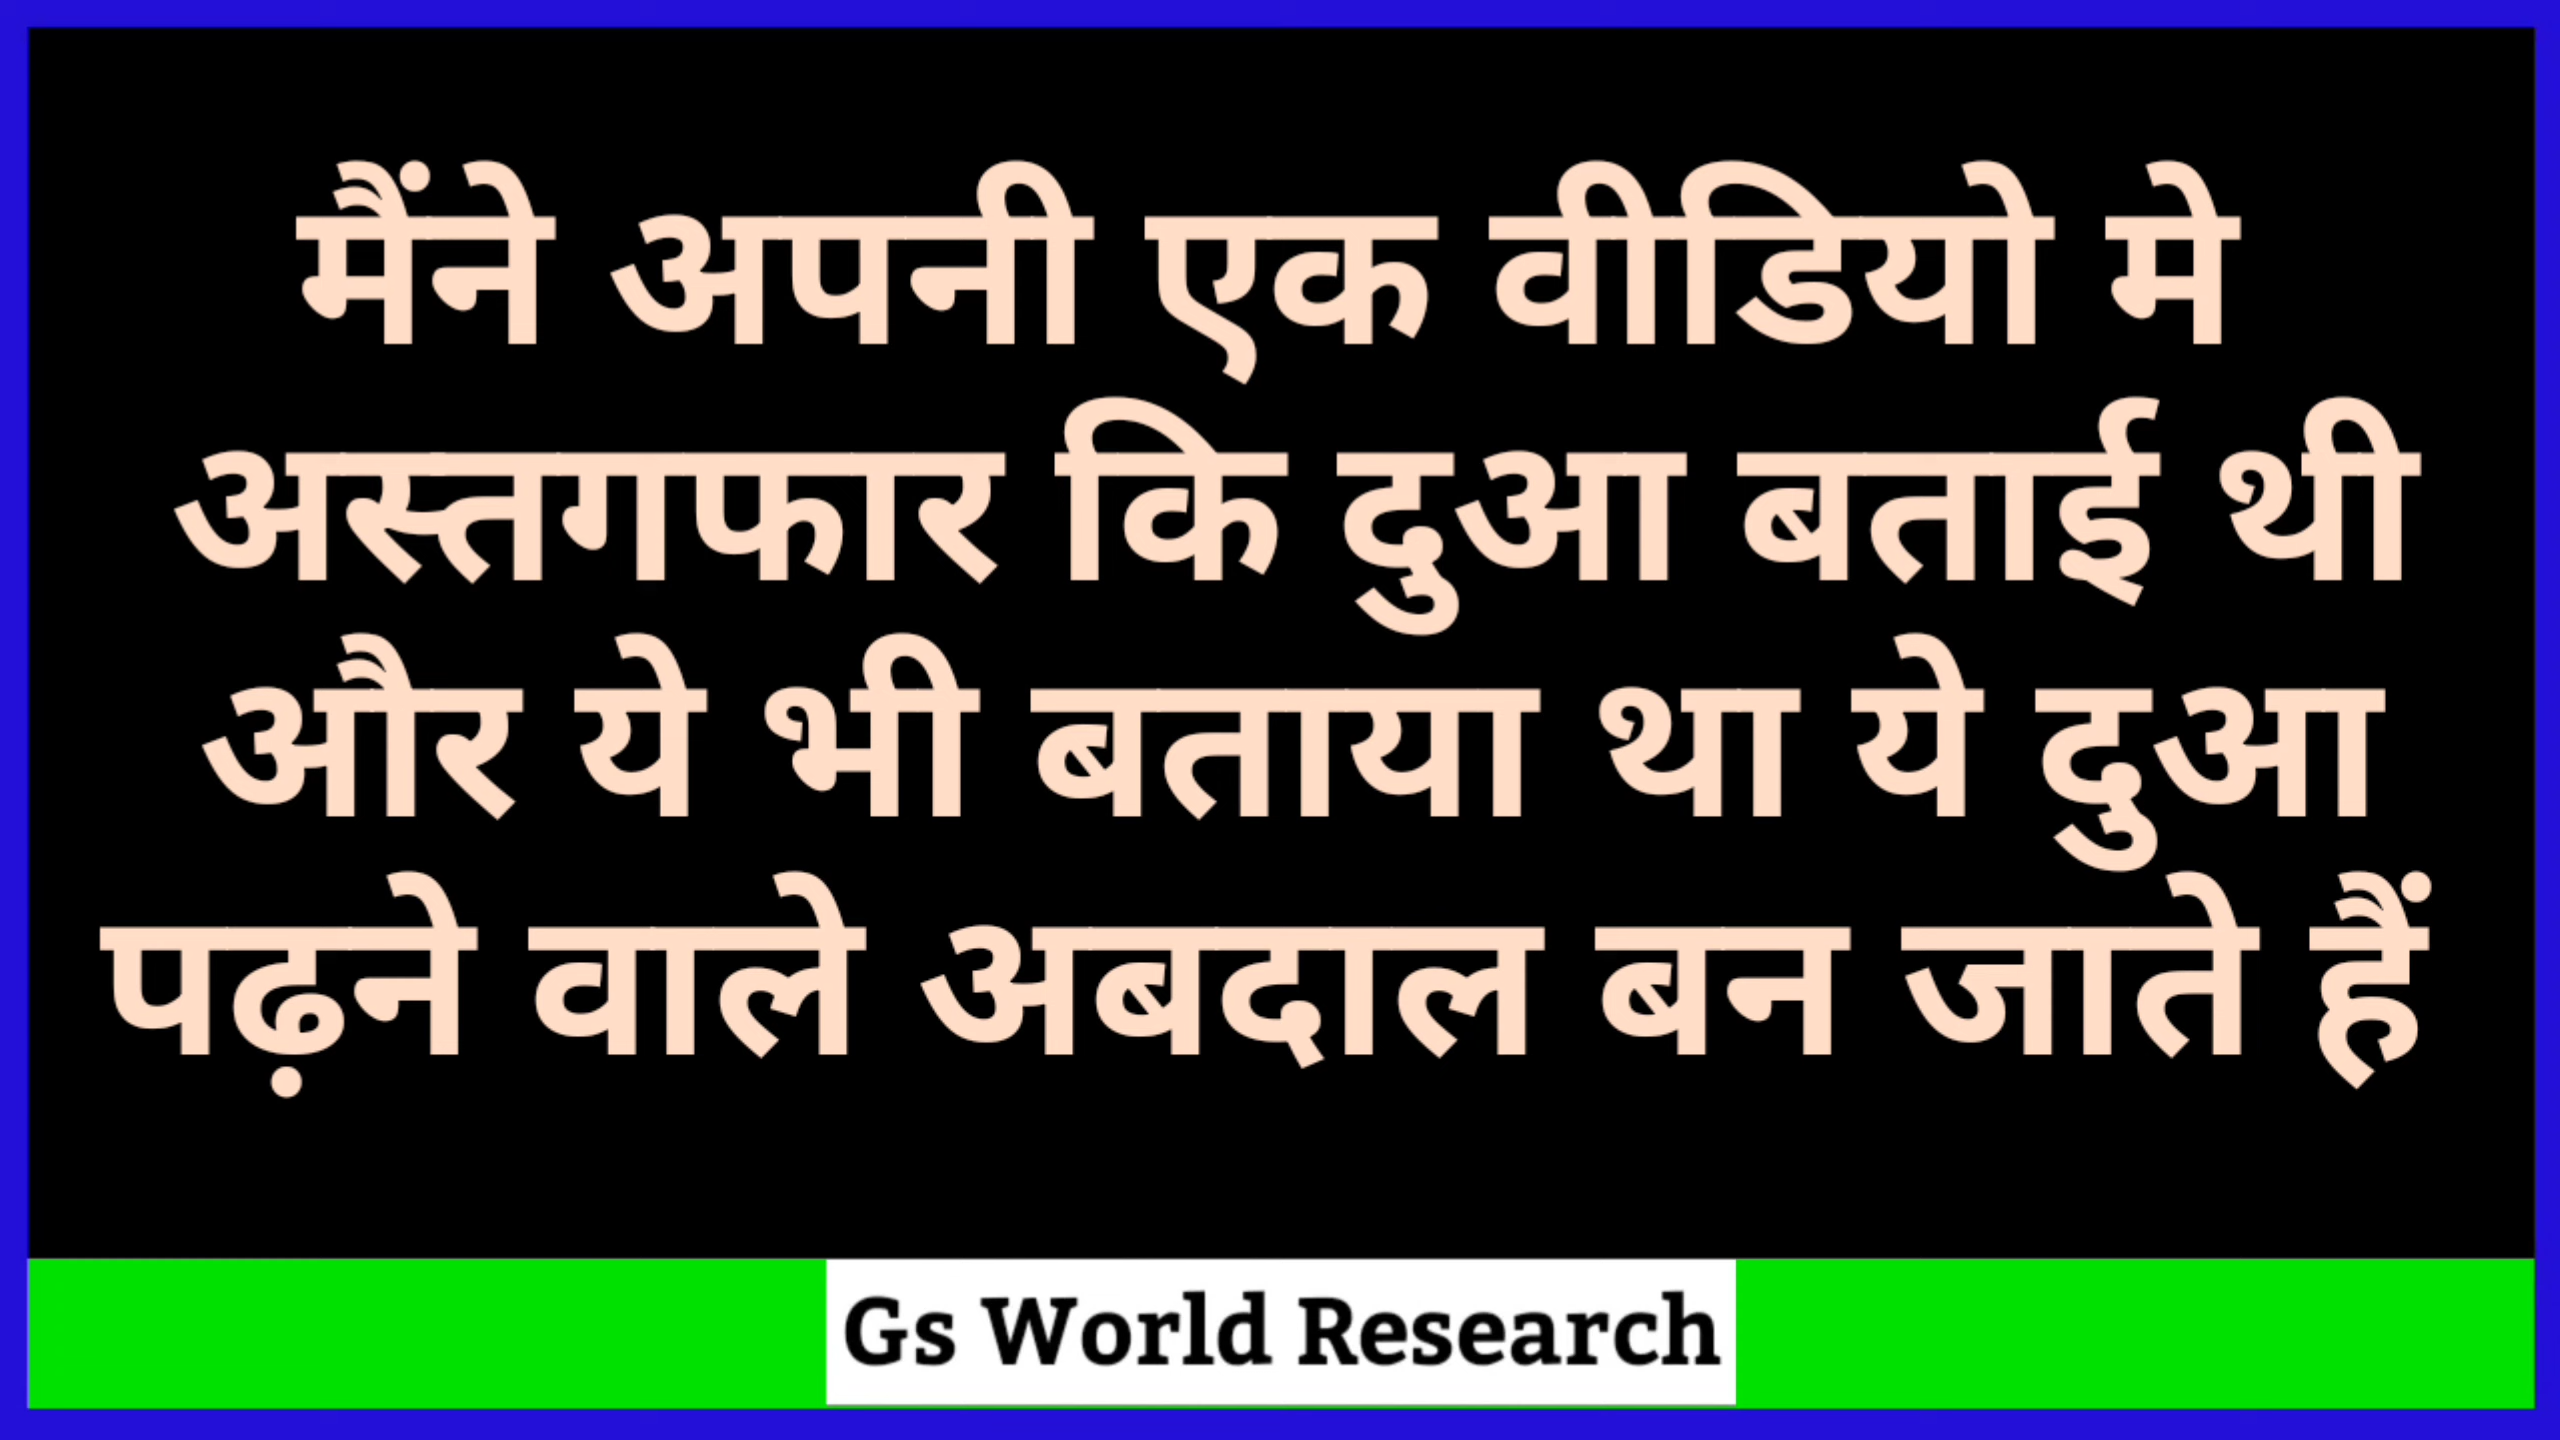 मैंने अपनी एक वीडियो मे
अस्तगफार कि दुआ बताई थी
और ये भी बताया था ये दुआ
पढ़ने वाले अबदाल बन जाते हैं
Gs World Research